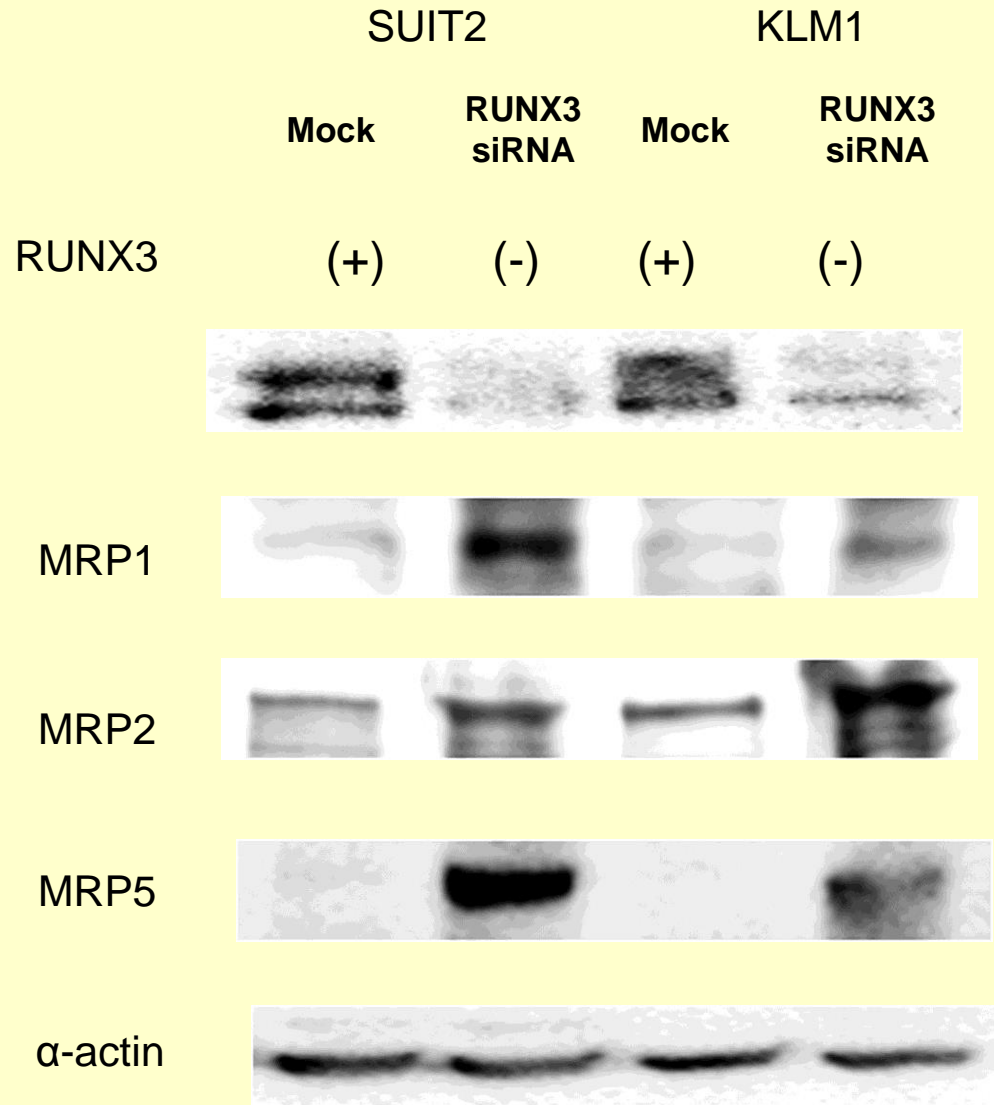 SUIT2 KLM1
Mock RUNX3 siRNA Mock RUNX3 siRNA
RUNX3 (+) (-) (+) (-)
MRP1
MRP2
MRP5
α-actin